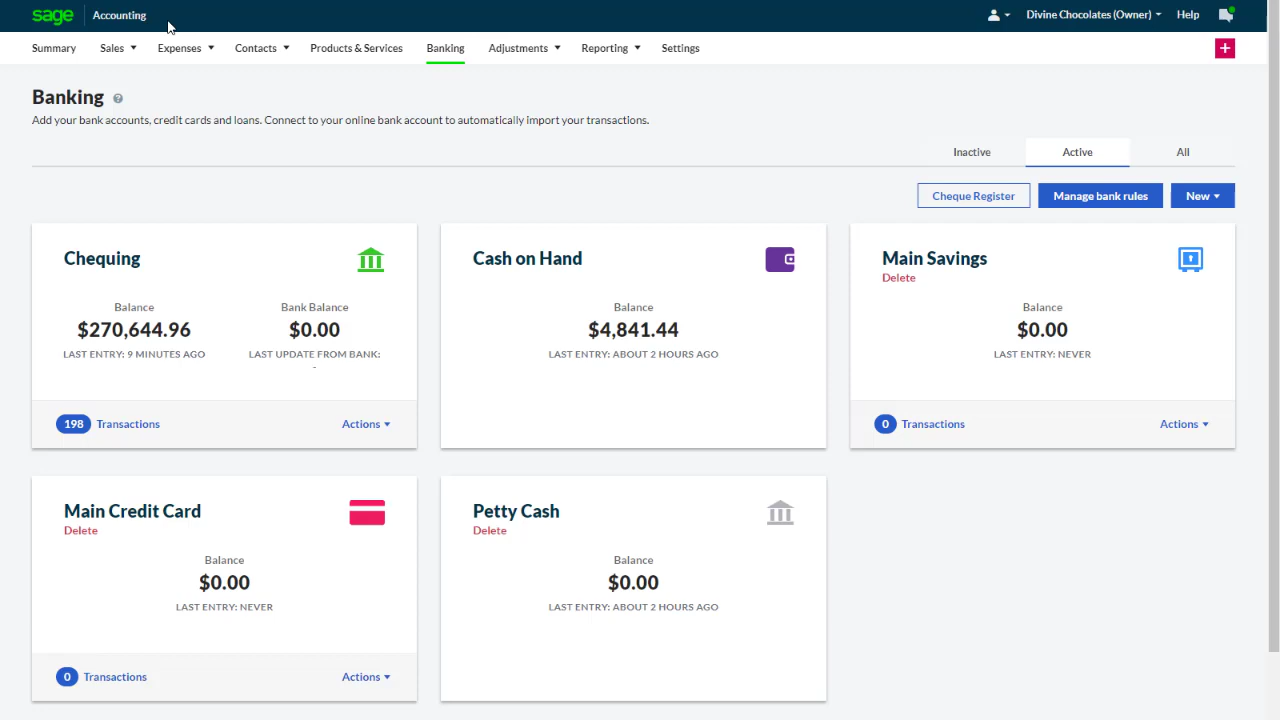 sage Accounting Divine Chocolates (Owner) Help
Summary Sales Expenses Contacts Products & Services Banking Adjustments Reporting Settings
Banking
Add your bank accounts, credit cards and loans. Connect to your online bank account to automatically import your transactions.
Inactive Active All
Cheque Register Manage bank rules New
Chequing
Balance Bank Balance
$270,644.96 $0.00
LAST ENTRY: 9 MINUTES AGO LAST UPDATE FROM BANK:
-
198 Transactions Actions
Cash on Hand
Balance
$4,841.44
LAST ENTRY: ABOUT 2 HOURS AGO
Main Savings
Delete
Balance
$0.00
LAST ENTRY: NEVER
0 Transactions Actions
Main Credit Card
Delete
Balance
$0.00
LAST ENTRY: NEVER
0 Transactions Actions
Petty Cash
Delete
Balance
$0.00
LAST ENTRY: ABOUT 2 HOURS AGO